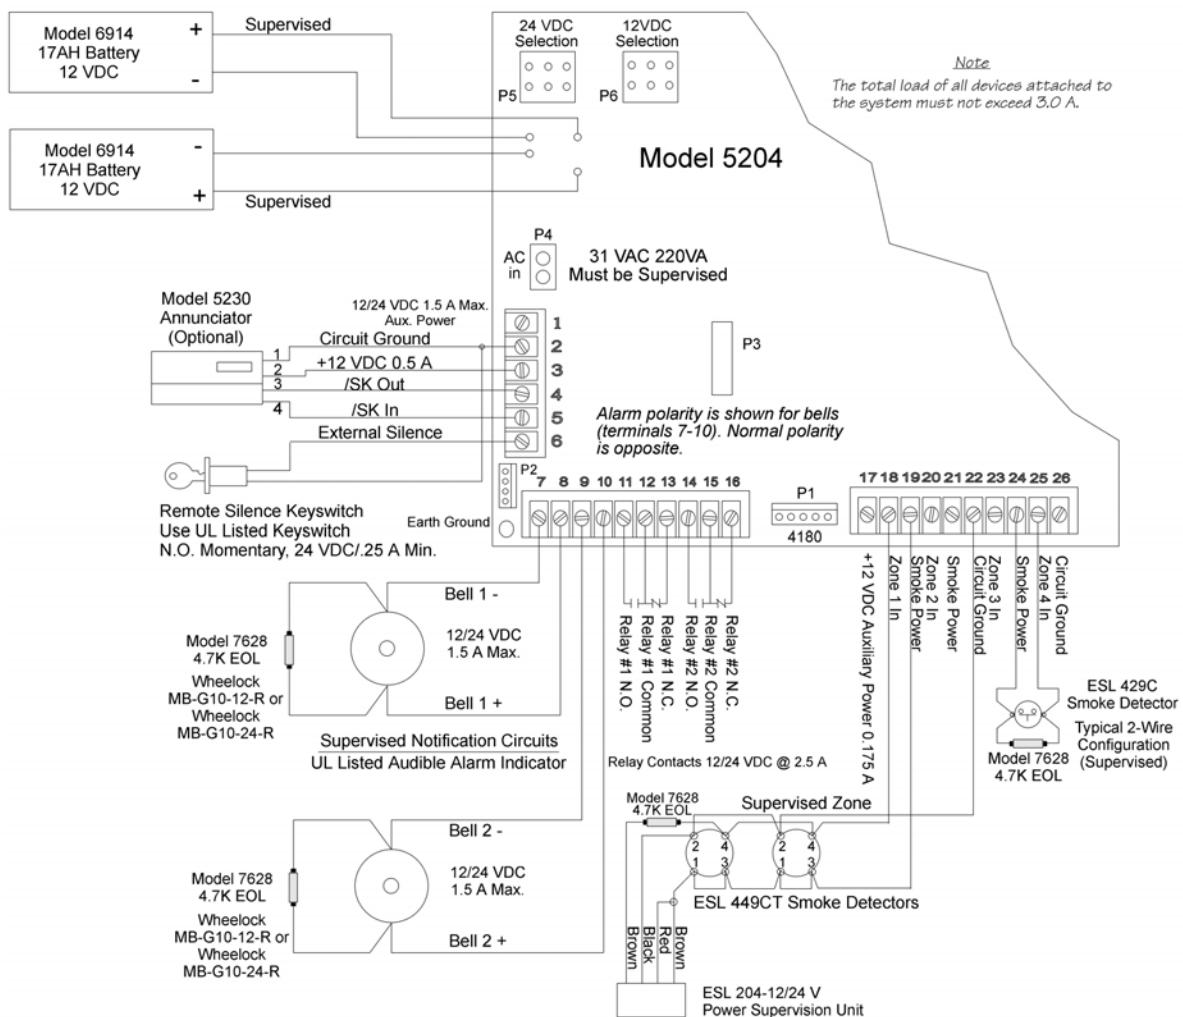 Model 6914
17AH Battery
12 VDC
+
-
Supervised
Model 6914
17AH Battery
12 VDC
-
+
Supervised
24 VDC
Selection
P5
12VDC
Selection
P6
Note
The total load of all devices attached to
the system must not exceed 3.0 A.
Model 5204
P4
AC
in
31 VAC 220VA
Must be Supervised
Model 5230
Annunciator
(Optional)
12/24 VDC 1.5 A Max.
Aux. Power
Circuit Ground
+12 VDC 0.5 A
/SK Out
/SK In
External Silence
1
2
3
4
1
2
3
4
5
6
P3
Alarm polarity is shown for bells
(terminals 7-10). Normal polarity
is opposite.
P2
Remote Silence Keyswitch
Use UL Listed Keyswitch
N.O. Momentary, 24 VDC/.25 A Min.
Earth Ground
7 8 9 10 11 12 13 14 15 16
P1
4180
17 18 19 20 21 22 23 24 25 26
Bell 1 -
12/24 VDC
1.5 A Max.
Bell 1 +
Model 7628
4.7K EOL
Wheelock
MB-G10-12-R or
Wheelock
MB-G10-24-R
Supervised Notification Circuits
UL Listed Audible Alarm Indicator
Relay #1 N.O.
Relay #1 Common
Relay #1 N.C.
Relay #2 N.O.
Relay #2 Common
Relay #2 N.C.
Relay Contacts 12/24 VDC @ 2.5 A
+12 VDC Auxiliary Power 0.175 A
Zone 1 In
Smoke Power
Zone 2 In
Smoke Power
Circuit Ground
Zone 3 In
Smoke Power
Zone 4 In
Circuit Ground
ESL 429C
Smoke Detector
Typical 2-Wire
Configuration
(Supervised)
Model 7628
4.7K EOL
Bell 2 -
12/24 VDC
1.5 A Max.
Bell 2 +
Model 7628
4.7K EOL
Wheelock
MB-G10-12-R or
Wheelock
MB-G10-24-R
Model 7628
4.7K EOL
Supervised Zone
2 4
1 3
2 4
1 3
ESL 449CT Smoke Detectors
Brown
Black
Red
Brown
ESL 204-12/24 V
Power Supervision Unit